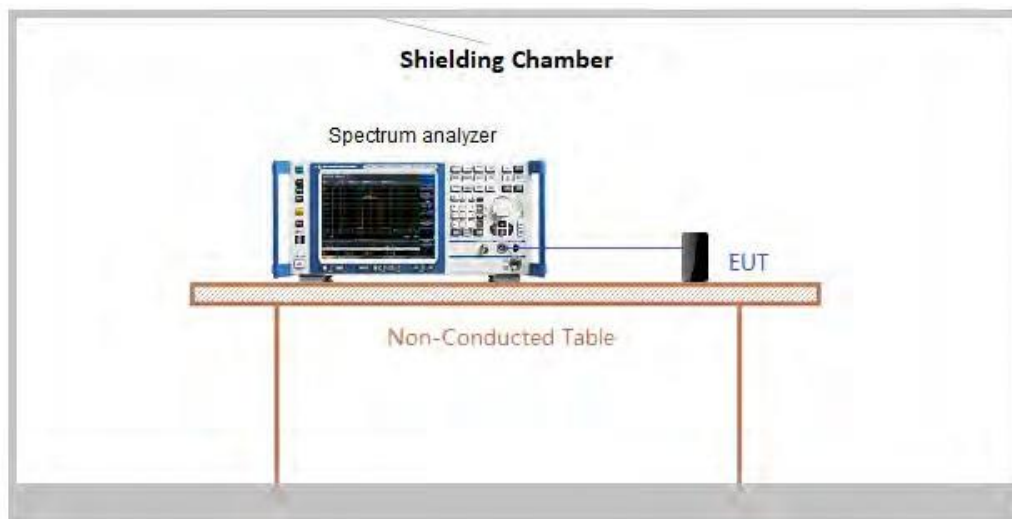 Shielding Chamber
Spectrum analyzer
EUT
Non-Conducted Table